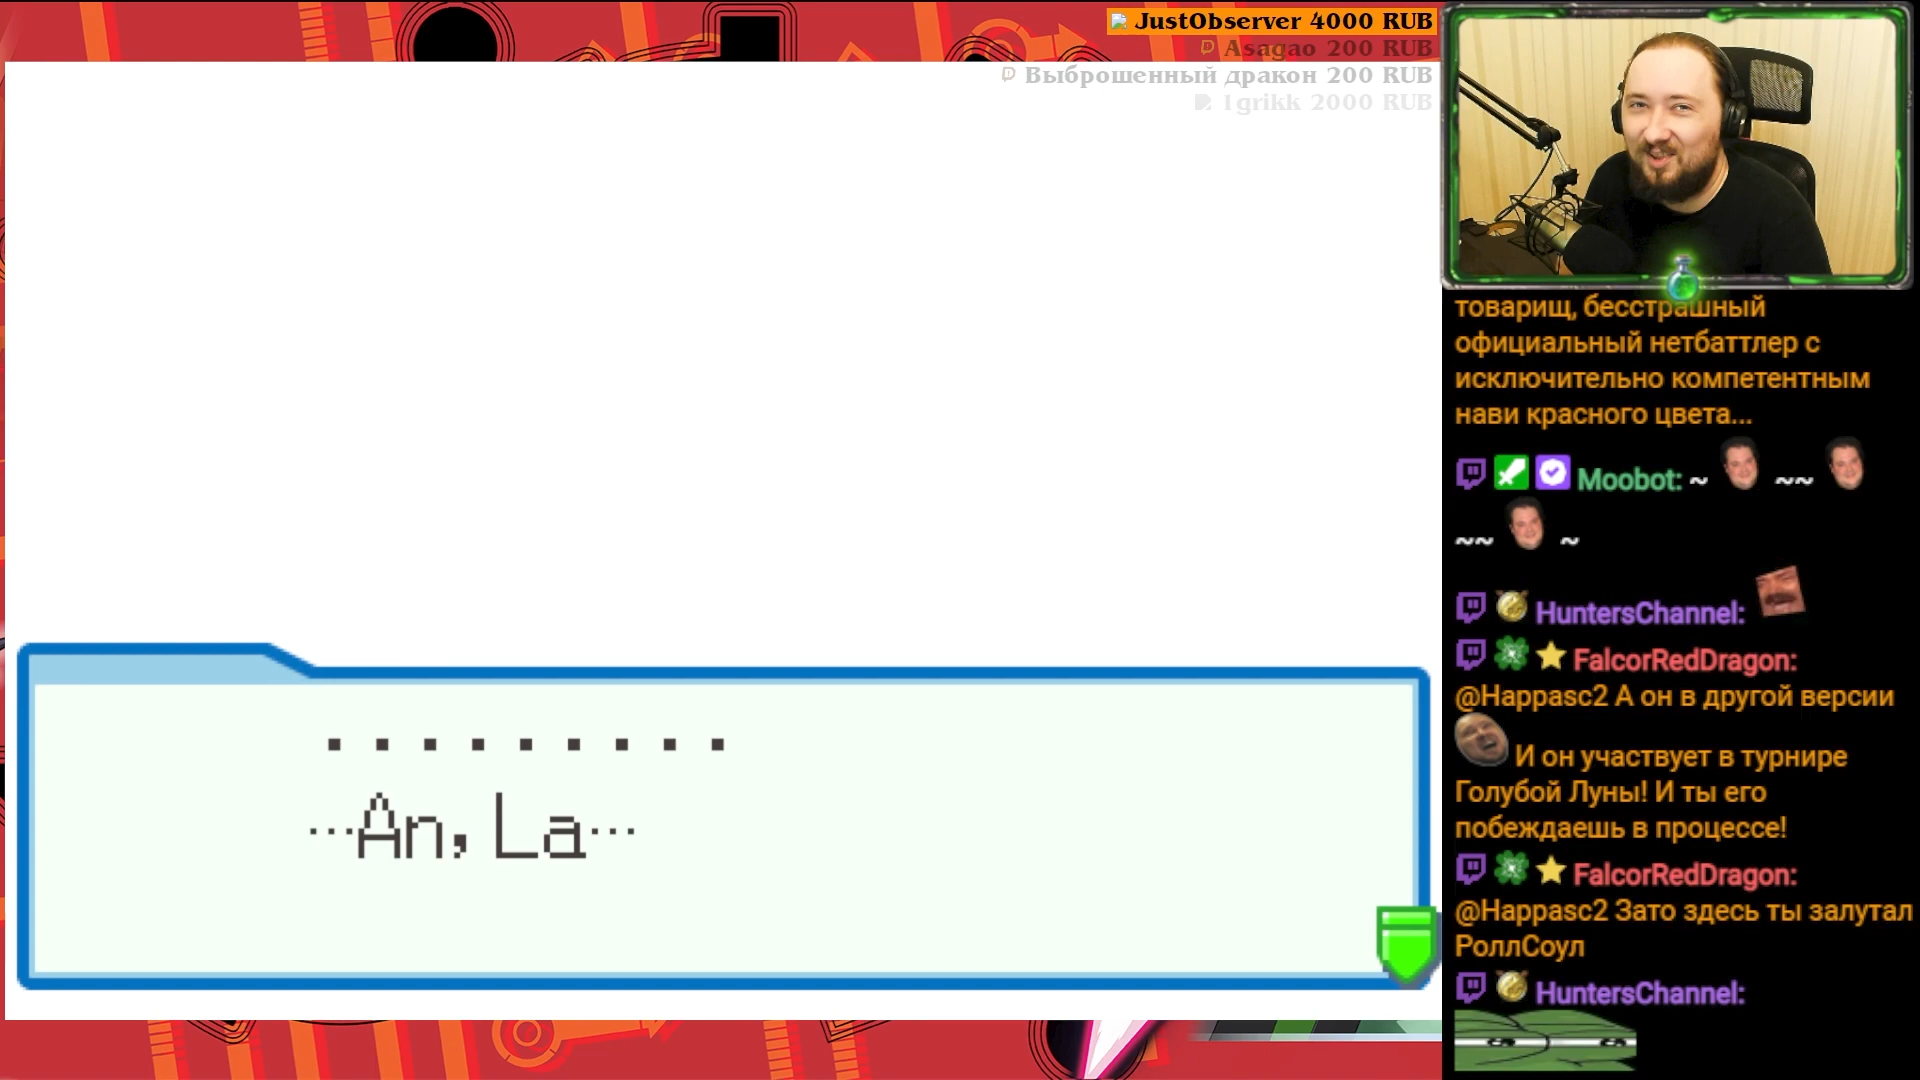 JustObserver 4000 RUB
Asagao 200 RUB
Выброшенный дракон 200 RUB
1grikk 2000 RUB
.........
...An, La...
товарищ, бесстрашный
официальный нетбаттлер с
исключительно компетентным
нави красного цвета...
Moobot: ~ ~~
~~ ~
HuntersChannel:
FalcorRedDragon:
@Happasc2 А он в другой версии
И он участвует в турнире
Голубой Луны! И ты его
побеждаешь в процессе!
FalcorRedDragon:
@Happasc2 Зато здесь ты залутал
РоллСоул
HuntersChannel: